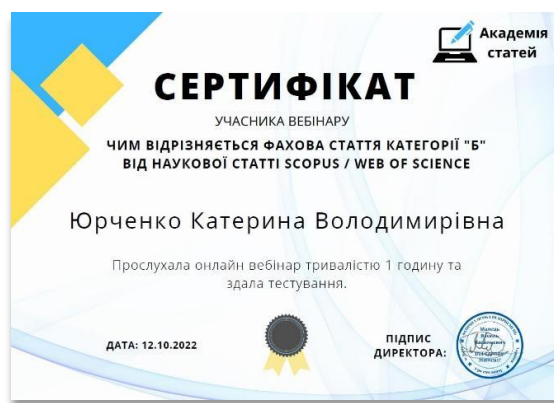 Академія
статей
СЕРТИФІКАТ
УЧАСНИКА ВЕБІНАРУ
ЧИМ ВІДРІЗНЯЄТЬСЯ ФАХОВА СТАТТЯ КАТЕГОРІЇ "Б"
ВІД НАУКОВОЇ СТАТТІ SCOPUS / WEB OF SCIENCE
Юрченко Катерина Володимирівна
Прослухала онлайн вебінар тривалістю 1 годину та
здала тестування.
ДАТА: 12.10.2022
ПІДПИС
ДИРЕКТОРА: